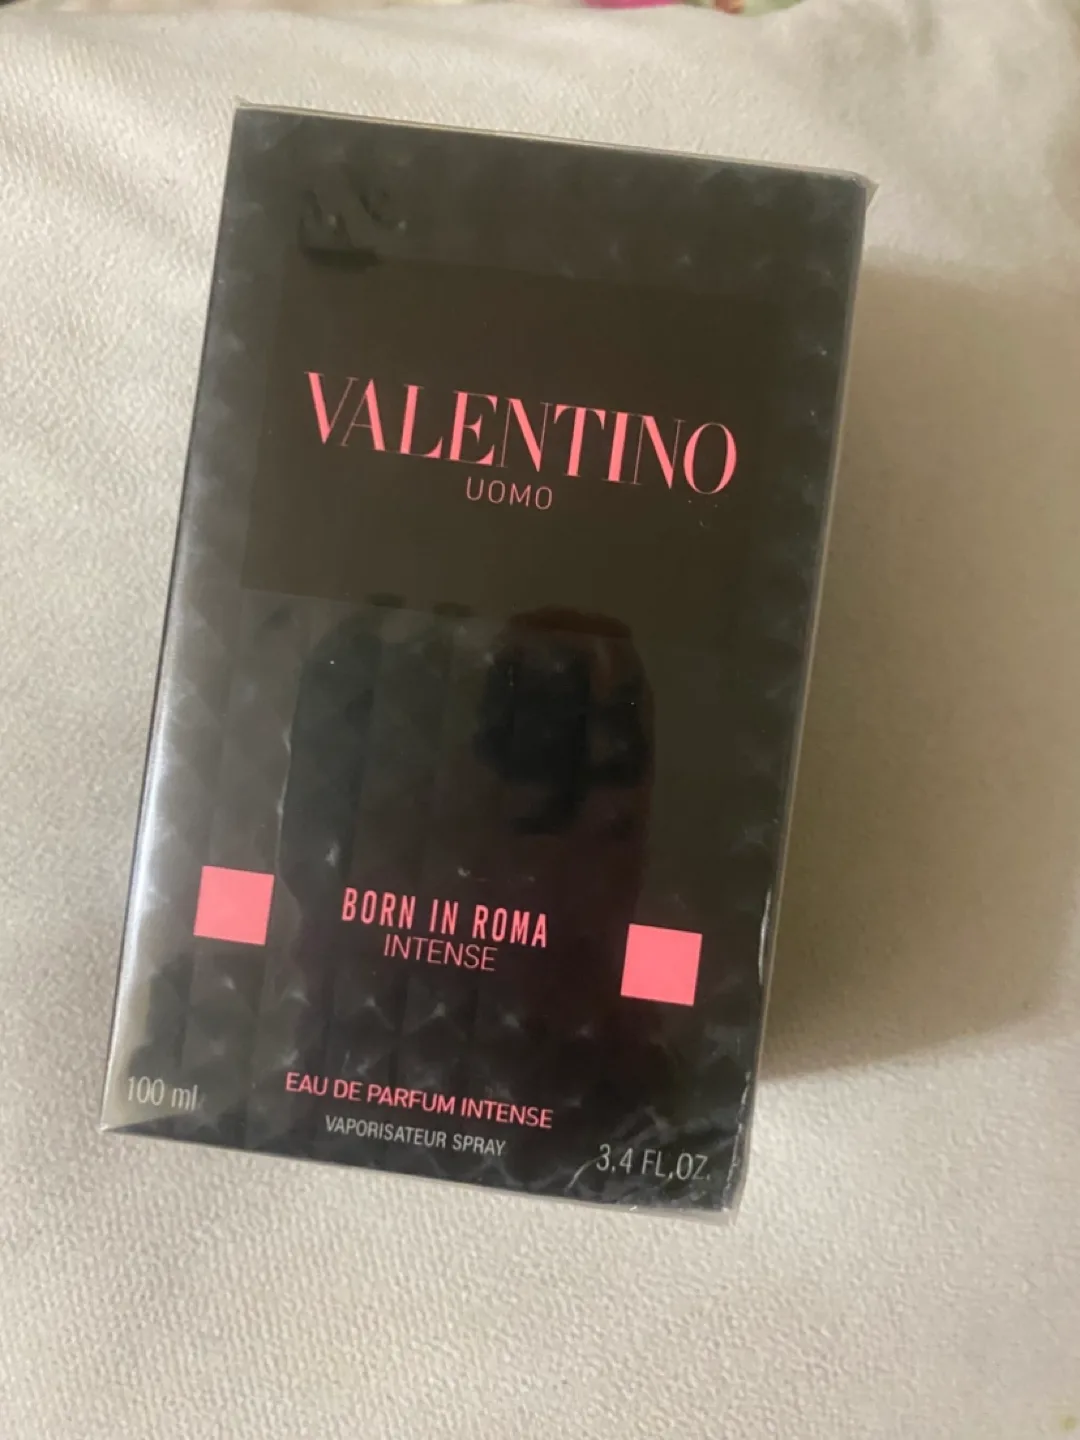 VALENTINO
UOMO
BORN IN ROMA
INTENSE
EAU DE PARFUM INTENSE
VAPORISATEUR SPRAY
100 ml
3.4 FL.OZ.